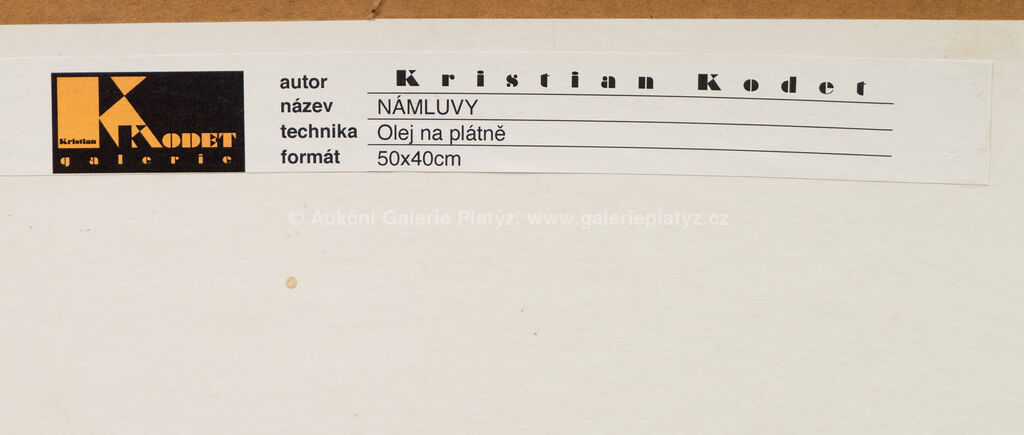 Kristian KODET
galerie
autor Kristian Kodet
název NÁMLUVY
technika Olej na plátně
formát 50x40cm
© Aukční Galerie Platýz, www.galerieplatyz.cz